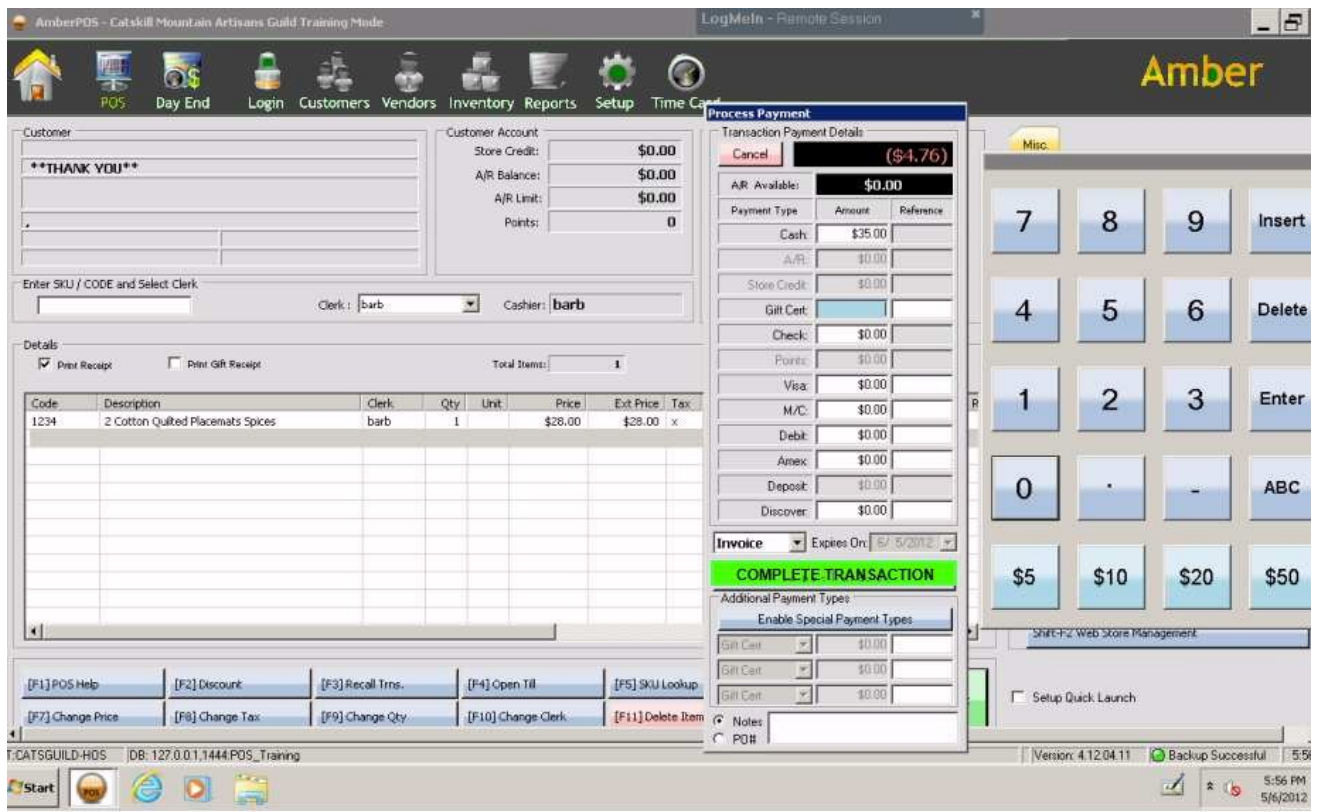 AmberPOS - Catskill Mountain Artisans Guild Training Mode
LogMeIn - Remote Session
POS Day End Login Customers Vendors Inventory Reports Setup Time Ca
Amber
Customer
**THANK YOU**
,
Customer Account
Store Credit: $0.00
A/R Balance: $0.00
A/R Limit: $0.00
Points: 0
Enter SKU / CODE and Select Clerk
Clerk : barb
Cashier: barb
Details
Print Receipt
Print Gift Receipt
Total Items: 1
Code Description Clerk Qty Unit Price Ext Price Tax R
1234 2 Cotton Quilted Placemats Spices barb 1 $28.00 $28.00 x
Process Payment
Transaction Payment Details
Cancel ($4.76)
A/R Available: $0.00
Payment Type Amount Reference
Cash: $35.00
A/R: $0.00
Store Credit: $0.00
Gift Cert:
Check: $0.00
Points: $0.00
Visa: $0.00
M/C: $0.00
Debit: $0.00
Amex: $0.00
Deposit: $0.00
Discover: $0.00
Invoice Expires On: 6/ 5/2012
COMPLETE TRANSACTION
Additional Payment Types
Enable Special Payment Types
Gift Cert $0.00
Gift Cert $0.00
Gift Cert $0.00
Notes
PO#
Misc.
7 8 9 Insert
4 5 6 Delete
1 2 3 Enter
0 . - ABC
$5 $10 $20 $50
Shift-F2 Web Store Management
Setup Quick Launch
[F1] POS Help [F2] Discount [F3] Recall Trns. [F4] Open Till [F5] SKU Lookup
[F7] Change Price [F8] Change Tax [F9] Change Qty [F10] Change Clerk [F11] Delete Item
T:CATSGUILD-HOS DB: 127.0.0.1,1444:POS_Training Version: 4.12.04.11 Backup Successful 5:56
Start POS
5:56 PM
5/6/2012